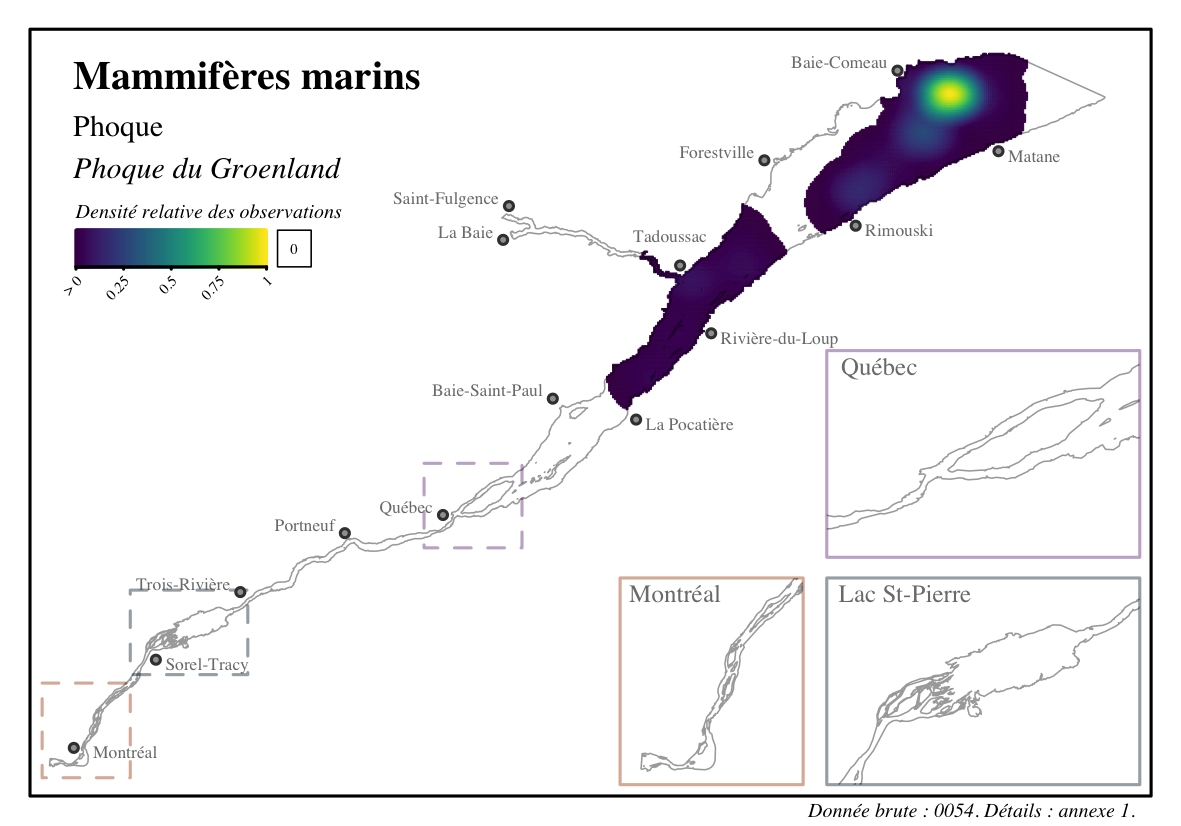 Mammifères marins
Phoque
Phoque du Groenland
Densité relative des observations
0
> 0
0.25
0.5
0.75
1
Baie-Comeau
Forestville
Matane
Saint-Fulgence
La Baie
Tadoussac
Rimouski
Rivière-du-Loup
Baie-Saint-Paul
La Pocatière
Québec
Portneuf
Trois-Rivière
Sorel-Tracy
Montréal
Québec
Montréal
Lac St-Pierre
Donnée brute : 0054. Détails : annexe 1.